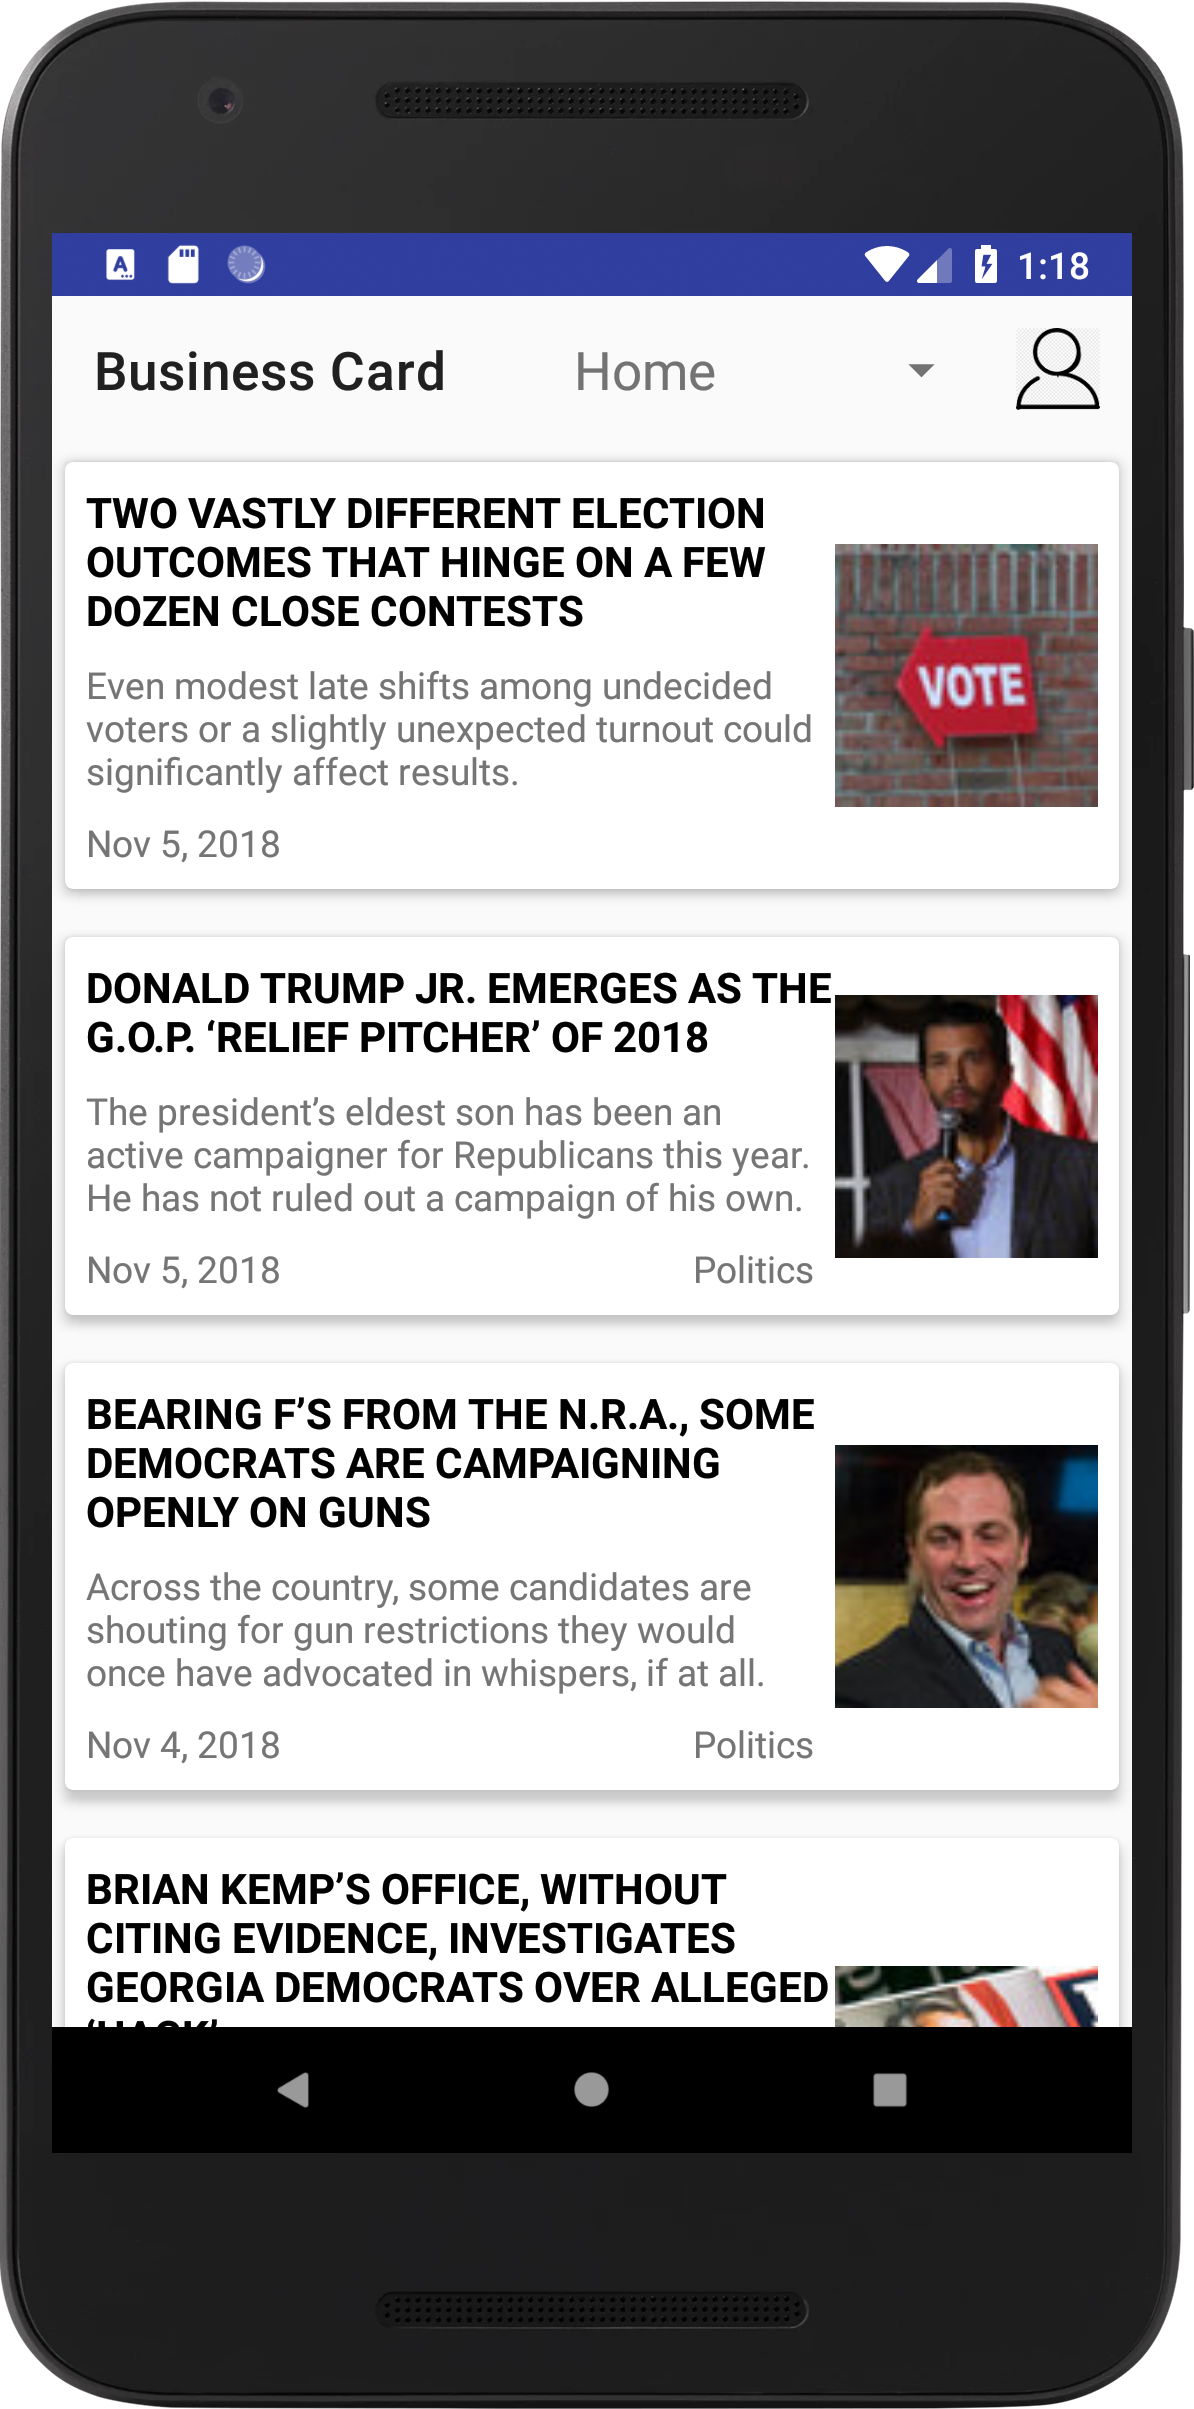 1:18
Business Card Home
TWO VASTLY DIFFERENT ELECTION
OUTCOMES THAT HINGE ON A FEW
DOZEN CLOSE CONTESTS
Even modest late shifts among undecided
voters or a slightly unexpected turnout could
significantly affect results.
Nov 5, 2018
VOTE
DONALD TRUMP JR. EMERGES AS THE
G.O.P. ‘RELIEF PITCHER’ OF 2018
The president’s eldest son has been an
active campaigner for Republicans this year.
He has not ruled out a campaign of his own.
Nov 5, 2018 Politics
BEARING F’S FROM THE N.R.A., SOME
DEMOCRATS ARE CAMPAIGNING
OPENLY ON GUNS
Across the country, some candidates are
shouting for gun restrictions they would
once have advocated in whispers, if at all.
Nov 4, 2018 Politics
BRIAN KEMP’S OFFICE, WITHOUT
CITING EVIDENCE, INVESTIGATES
GEORGIA DEMOCRATS OVER ALLEGED
‘HACK’